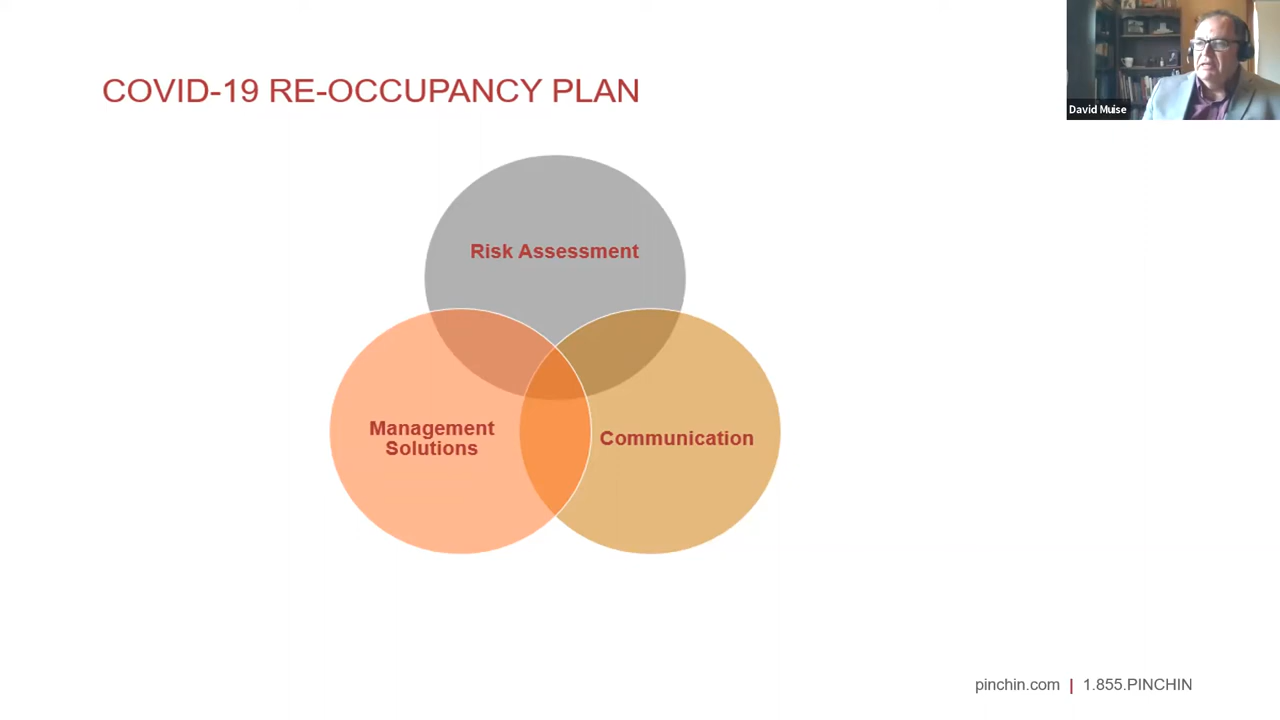 COVID-19 RE-OCCUPANCY PLAN
David Muise
Risk Assessment
Management
Solutions
Communication
pinchin.com | 1.855.PINCHIN